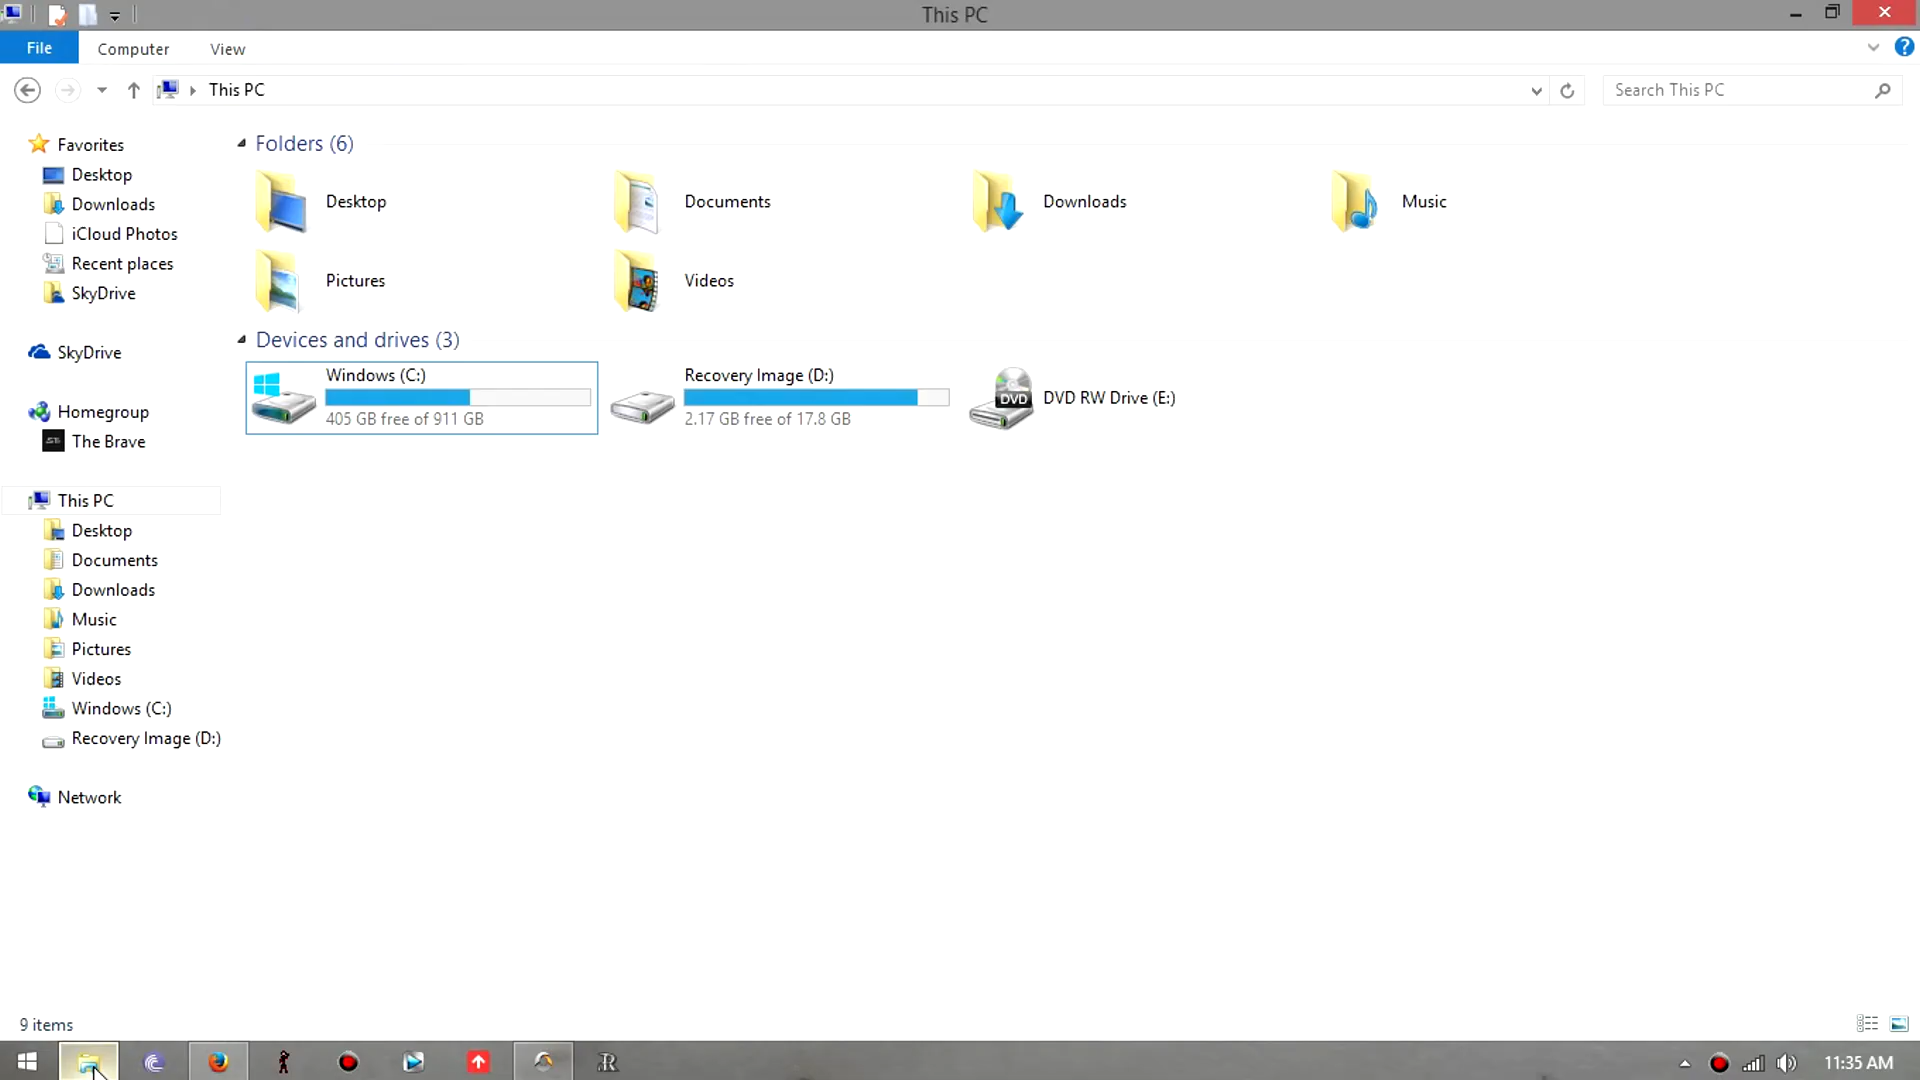 This PC
File
Computer
View
This PC
Search This PC
Favorites
Desktop
Downloads
iCloud Photos
Recent places
SkyDrive
SkyDrive
Homegroup
The Brave
This PC
Desktop
Documents
Downloads
Music
Pictures
Videos
Windows (C:)
Recovery Image (D:)
Network
Folders (6)
Desktop
Documents
Downloads
Music
Pictures
Videos
Devices and drives (3)
Windows (C:)
405 GB free of 911 GB
Recovery Image (D:)
2.17 GB free of 17.8 GB
DVD
DVD RW Drive (E:)
9 items
R
11:35 AM